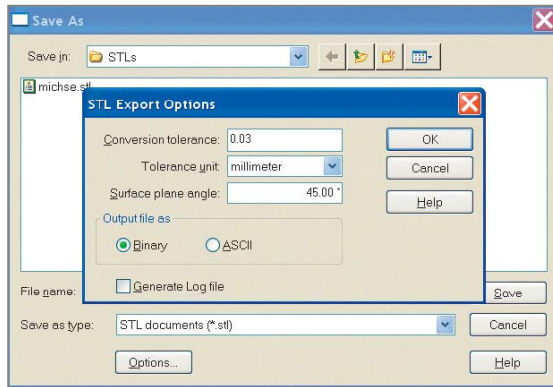 Save As
Save in: STLs
michse.stl
STL Export Options
Conversion tolerance: 0.03
OK
Tolerance unit: millimeter
Cancel
Surface plane angle: 45.00 °
Help
Output file as
Binary ASCII
Generate Log file
File name: Save
Save as type: STL documents (*.stl) Cancel
Options... Help